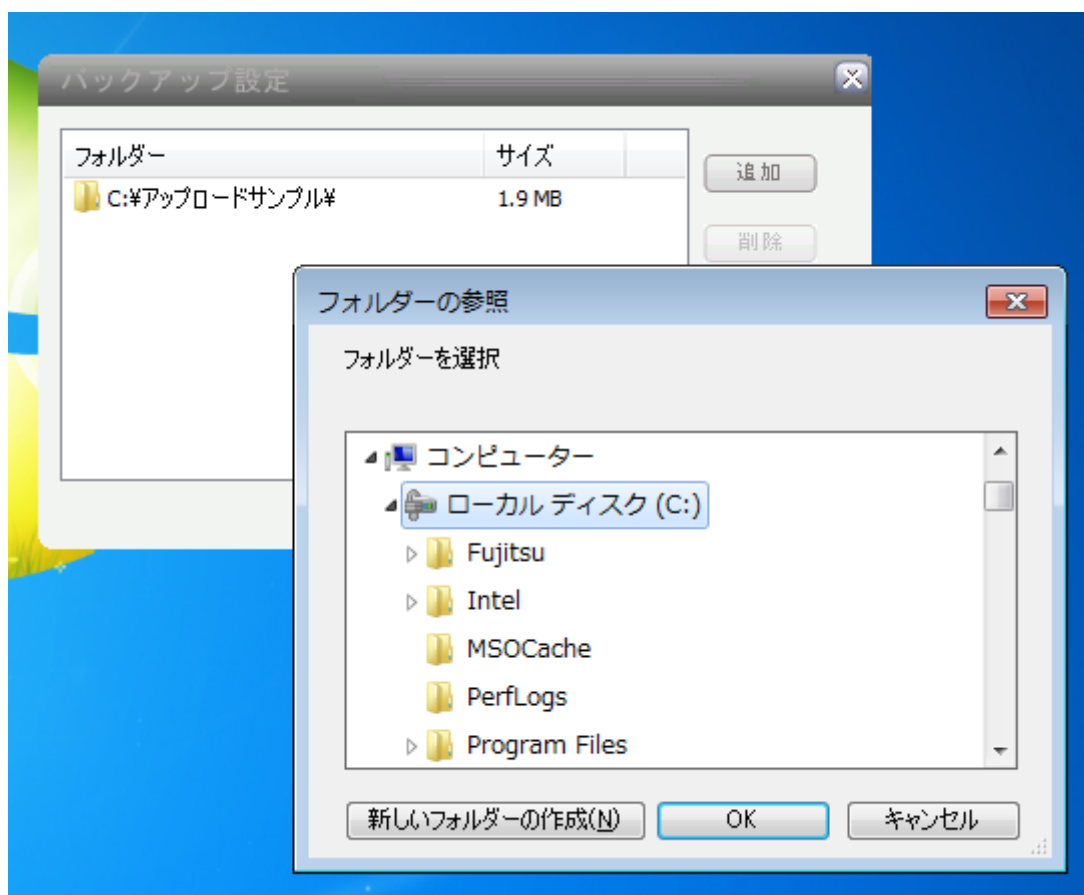 バックアップ設定
フォルダー サイズ
追加
C:¥アップロードサンプル¥ 1.9 MB
削除
フォルダーの参照
フォルダーを選択
コンピューター
ローカル ディスク (C:)
Fujitsu
Intel
MSOCache
PerfLogs
Program Files
新しいフォルダーの作成(N) OK キャンセル